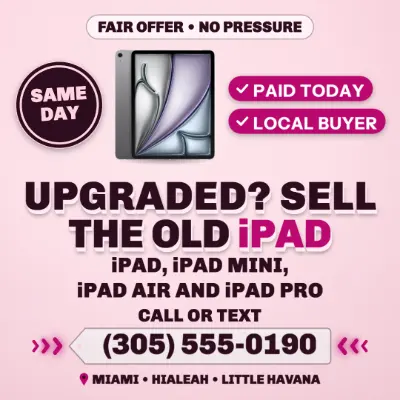 FAIR OFFER • NO PRESSURE
SAME
DAY
PAID TODAY
LOCAL BUYER
UPGRADED? SELL
THE OLD iPAD
iPAD, iPAD MINI,
iPAD AIR AND iPAD PRO
CALL OR TEXT
(305) 555-0190
MIAMI • HIALEAH • LITTLE HAVANA